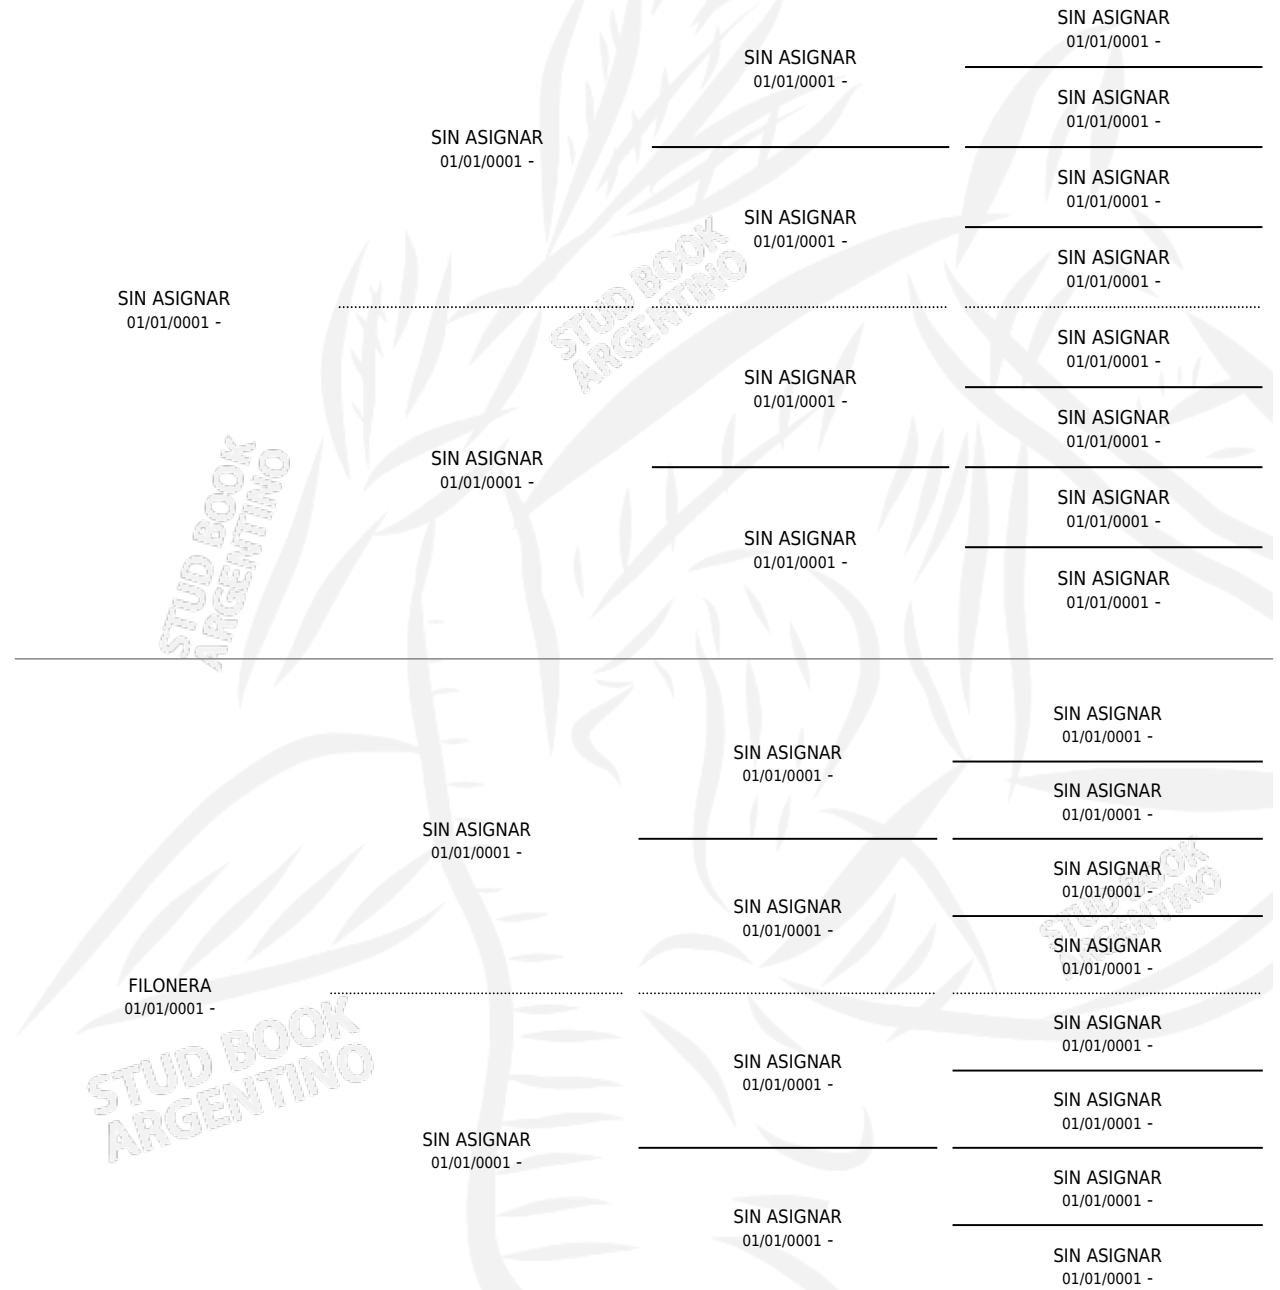 SIN ASIGNAR
01/01/0001 -
SIN ASIGNAR
01/01/0001 -
SIN ASIGNAR
01/01/0001 -
SIN ASIGNAR
01/01/0001 -
SIN ASIGNAR
01/01/0001 -
SIN ASIGNAR
01/01/0001 -
SIN ASIGNAR
01/01/0001 -
SIN ASIGNAR
01/01/0001 -
SIN ASIGNAR
01/01/0001 -
SIN ASIGNAR
01/01/0001 -
SIN ASIGNAR
01/01/0001 -
SIN ASIGNAR
01/01/0001 -
SIN ASIGNAR
01/01/0001 -
SIN ASIGNAR
01/01/0001 -
SIN ASIGNAR
01/01/0001 -
STUD BOOK
ARGENTINO
STUD BOOK
ARGENTINO
SIN ASIGNAR
01/01/0001 -
SIN ASIGNAR
01/01/0001 -
SIN ASIGNAR
01/01/0001 -
SIN ASIGNAR
01/01/0001 -
SIN ASIGNAR
01/01/0001 -
SIN ASIGNAR
01/01/0001 -
SIN ASIGNAR
01/01/0001 -
FILONERA
01/01/0001 -
SIN ASIGNAR
01/01/0001 -
SIN ASIGNAR
01/01/0001 -
SIN ASIGNAR
01/01/0001 -
SIN ASIGNAR
01/01/0001 -
SIN ASIGNAR
01/01/0001 -
SIN ASIGNAR
01/01/0001 -
SIN ASIGNAR
01/01/0001 -
STUD BOOK
ARGENTINO
STUD BOOK
ARGENTINO